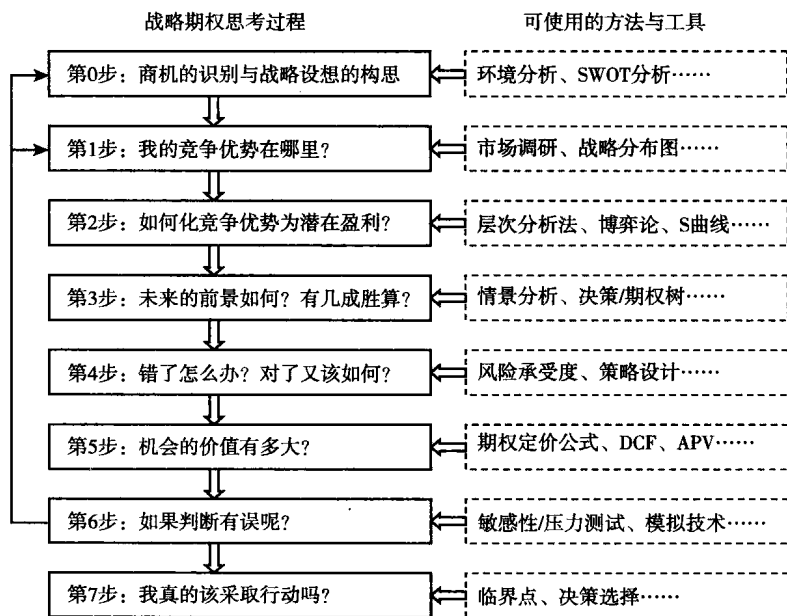 战略期权思考过程 可使用的方法与工具
第0步：商机的识别与战略设想的构思 环境分析、SWOT分析……
第1步：我的竞争优势在哪里？ 市场调研、战略分布图……
第2步：如何化竞争优势为潜在盈利？ 层次分析法、博弈论、S曲线……
第3步：未来的前景如何？有几成胜算？ 情景分析、决策/期权树……
第4步：错了怎么办？对了又该如何？ 风险承受度、策略设计……
第5步：机会的价值有多大？ 期权定价公式、DCF、APV……
第6步：如果判断有误呢？ 敏感性/压力测试、模拟技术……
第7步：我真的该采取行动吗？ 临界点、决策选择……